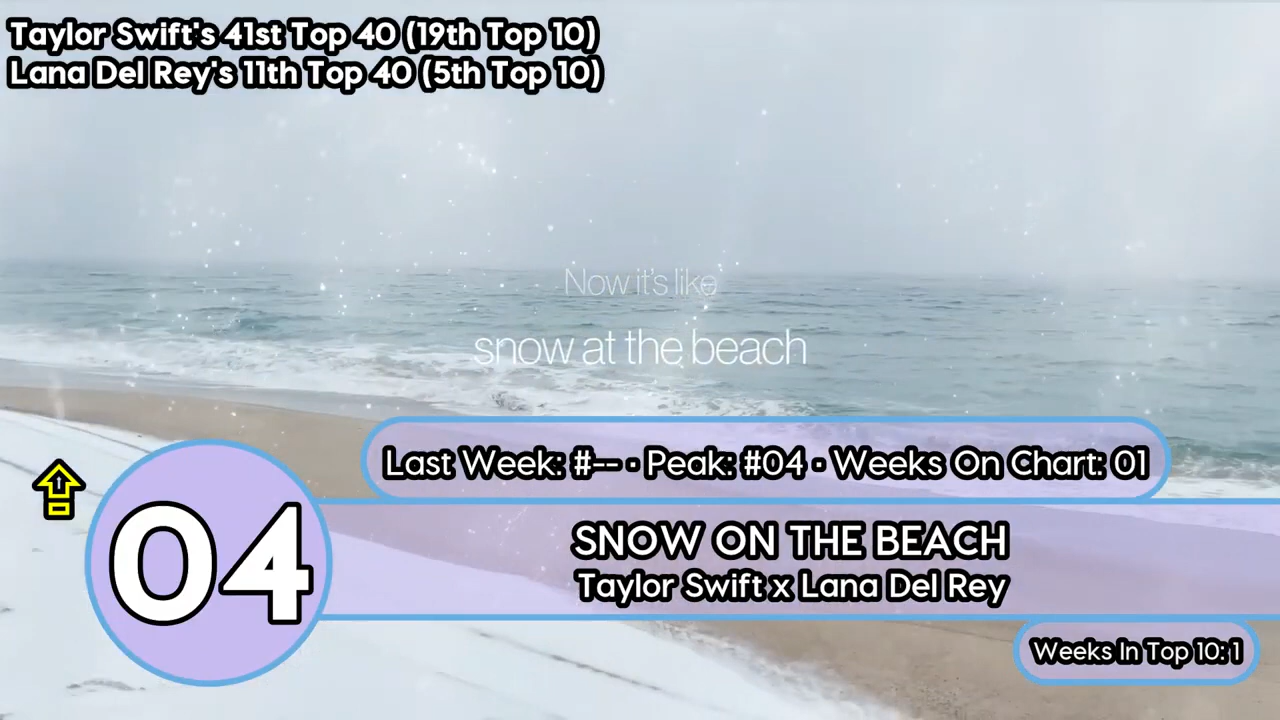 Taylor Swift's 41st Top 40 (19th Top 10)
Lana Del Rey's 11th Top 40 (5th Top 10)
Now it's like
snow at the beach
Last Week: #-- • Peak: #04 • Weeks On Chart: 01
04
SNOW ON THE BEACH
Taylor Swift x Lana Del Rey
Weeks In Top 10: 1